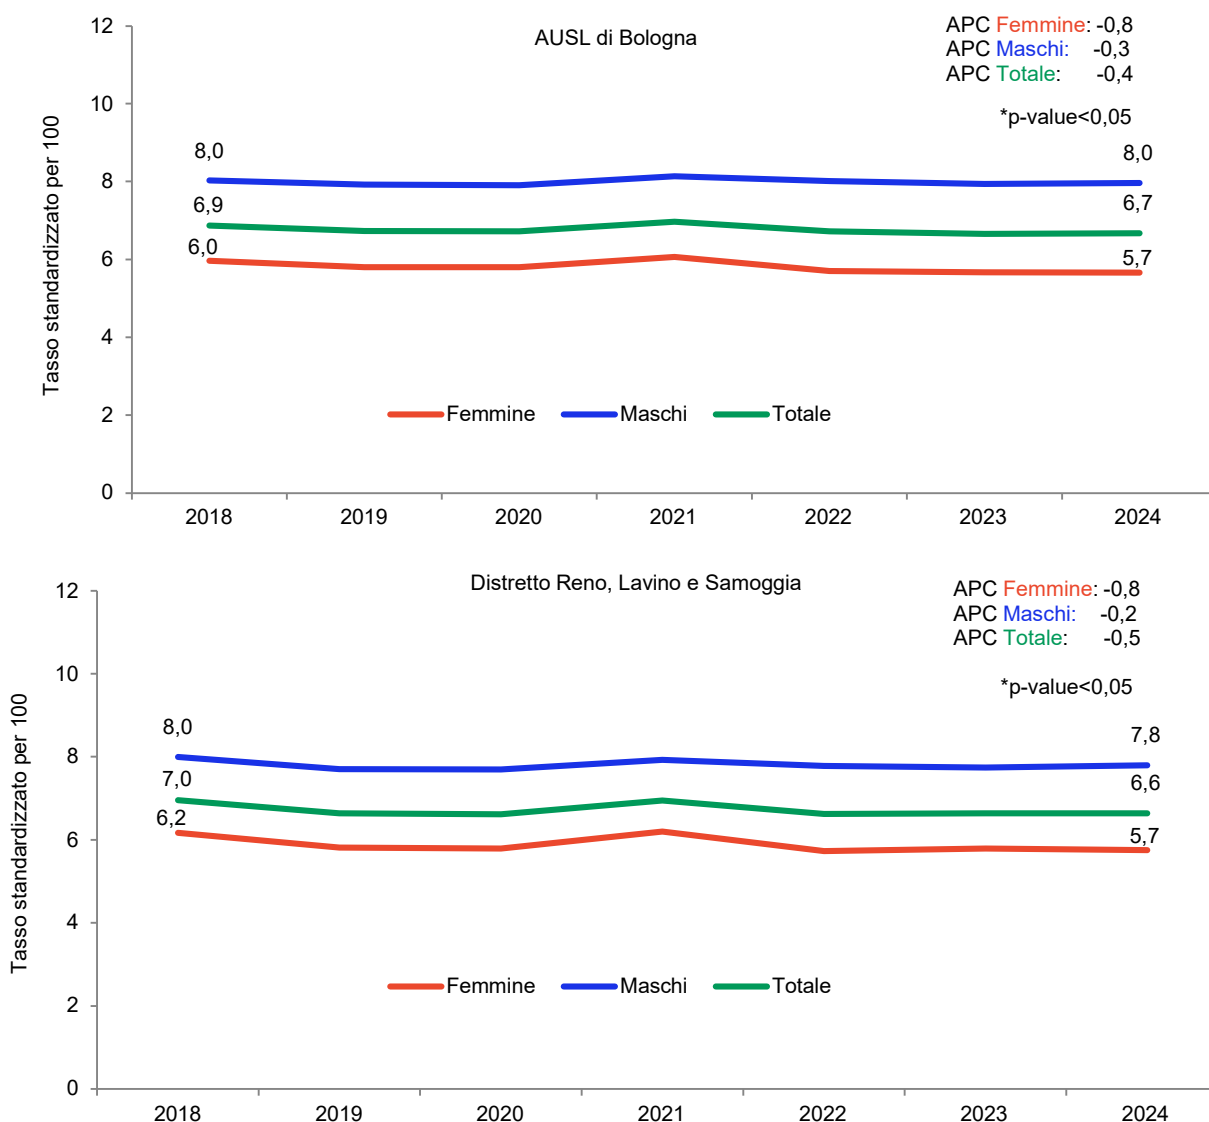 AUSL di Bologna
APC Femmine: -0,8
APC Maschi: -0,3
APC Totale: -0,4
*p-value<0,05
Tasso standardizzato per 100
12
10
8
6
4
2
0
8,0
6,9
6,0
8,0
6,7
5,7
Femmine Maschi Totale
2018 2019 2020 2021 2022 2023 2024
Distretto Reno, Lavino e Samoggia
APC Femmine: -0,8
APC Maschi: -0,2
APC Totale: -0,5
*p-value<0,05
Tasso standardizzato per 100
12
10
8
6
4
2
0
8,0
7,0
6,2
7,8
6,6
5,7
Femmine Maschi Totale
2018 2019 2020 2021 2022 2023 2024